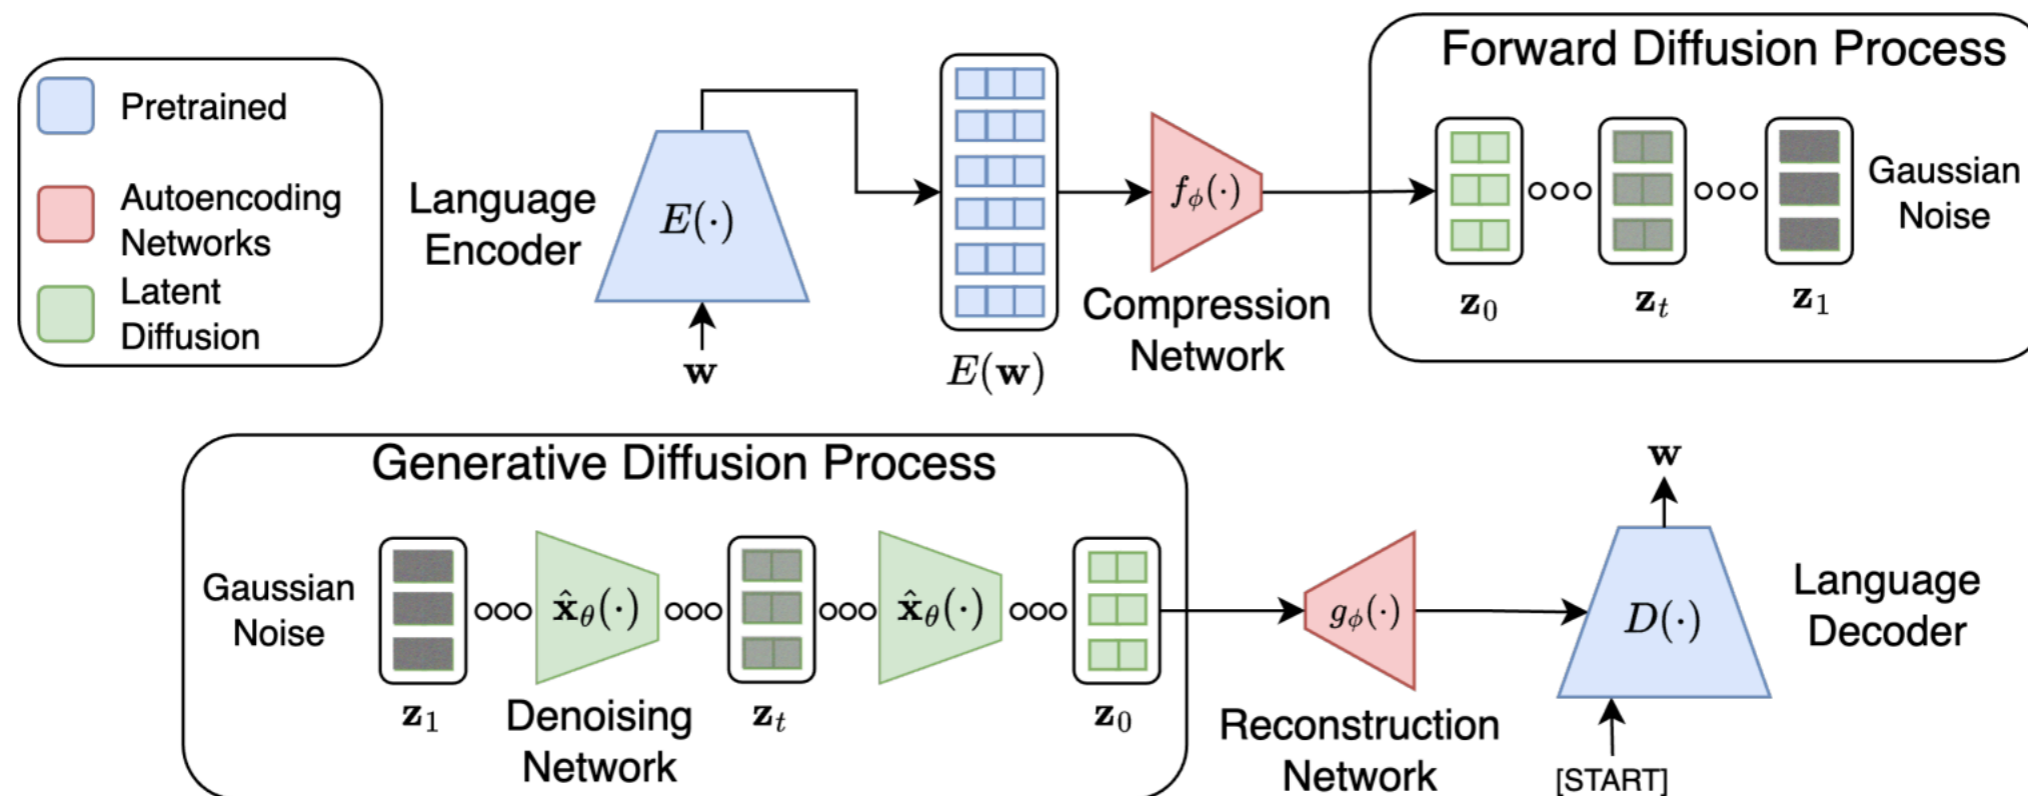 Forward Diffusion Process
Pretrained
Autoencoding
Networks
Latent
Diffusion
Language
Encoder
E(·)
w
E(w)
f_ϕ(·)
Compression
Network
z_0
z_t
z_1
Gaussian
Noise
Generative Diffusion Process
Gaussian
Noise
z_1
x̂_θ(·)
Denoising
Network
z_t
x̂_θ(·)
z_0
g_ϕ(·)
Reconstruction
Network
w
D(·)
[START]
Language
Decoder